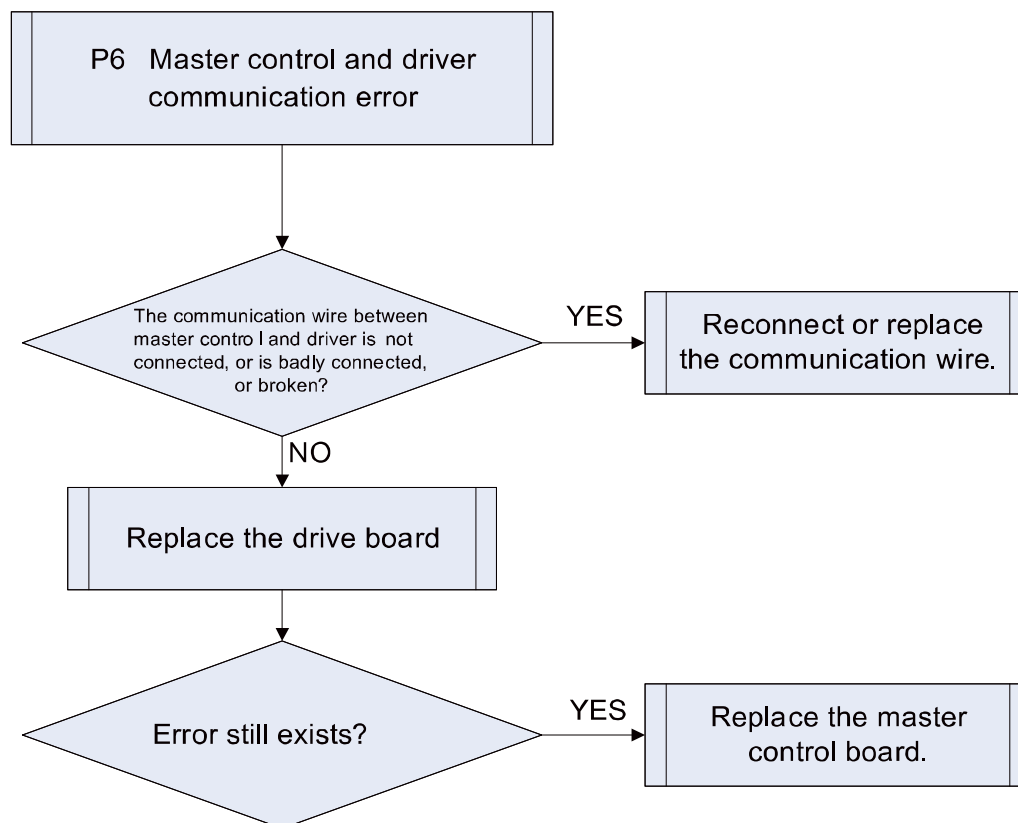 P6 Master control and driver
communication error
The communication wire between
master control and driver is not
connected, or is badly connected,
or broken?
YES
Reconnect or replace
the communication wire.
NO
Replace the drive board
Error still exists?
YES
Replace the master
control board.